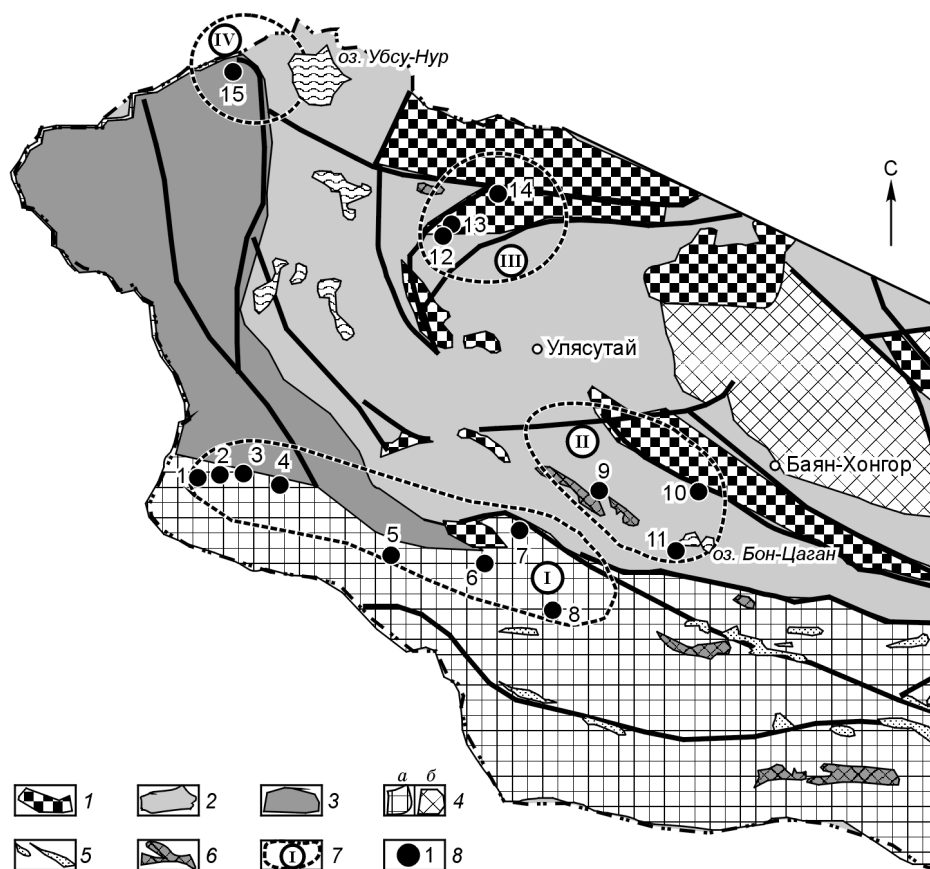 IV
оз. Убсу-Нур
15
С
14
13
12
III
Улясутай
II
Баян-Хонгор
1 2 3 4
9
10
5
11
оз. Бон-Цаган
6
7
I
8
1
2
3
а б
4
5
6
I
7
1
8